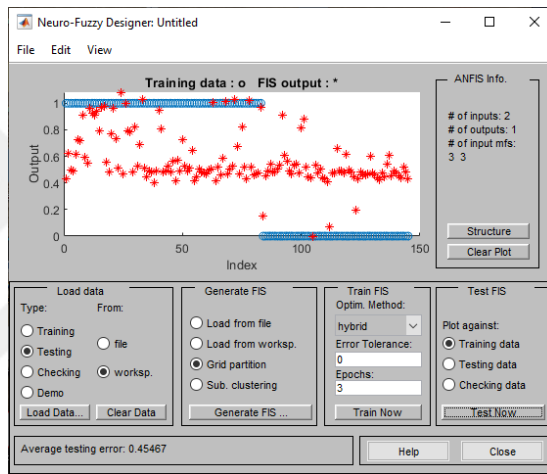 Neuro-Fuzzy Designer: Untitled
File Edit View
Training data : o FIS output : *
Output
1
0.8
0.6
0.4
0.2
0
0 50 100 150
Index
ANFIS Info.
# of inputs: 2
# of outputs: 1
# of input mfs:
3 3
Structure
Clear Plot
Load data
Type: From:
Training
Testing
Checking
Demo
file
worksp.
Load Data...
Clear Data
Generate FIS
Load from file
Load from worksp.
Grid partition
Sub. clustering
Generate FIS ...
Train FIS
Optim. Method:
hybrid
Error Tolerance:
0
Epochs:
3
Train Now
Test FIS
Plot against:
Training data
Testing data
Checking data
Test Now
Average testing error: 0.45467
Help
Close